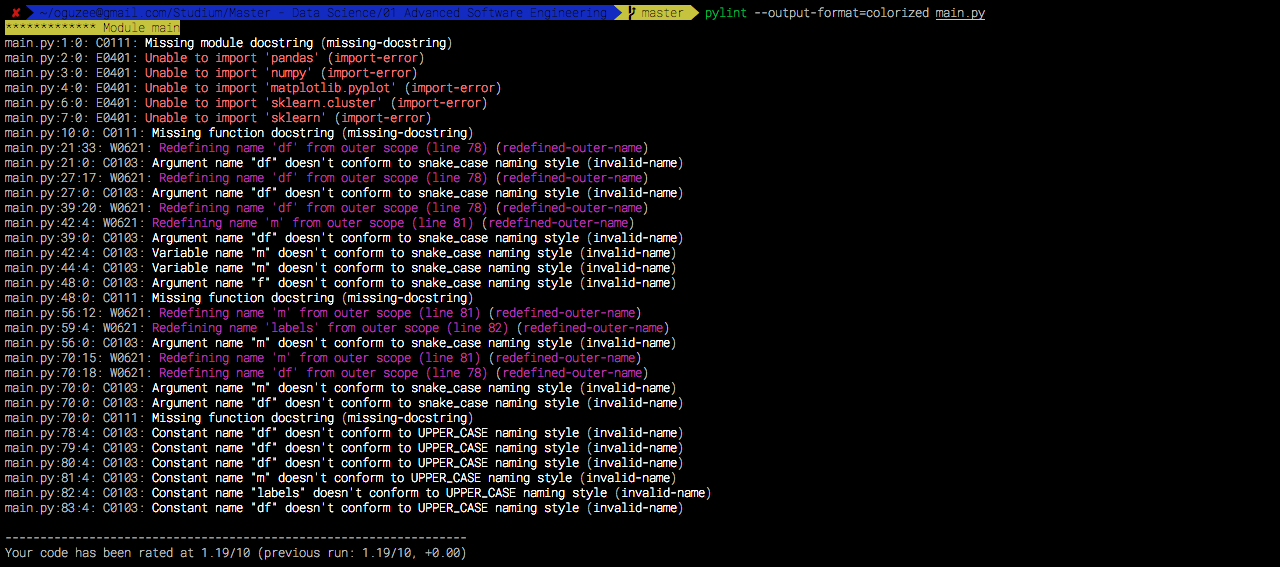 ✘ ~/oguzee@gmail.com/Studium/Master - Data Science/01 Advanced Software Engineering master pylint --output-format=colorized main.py
************* Module main
main.py:1:0: C0111: Missing module docstring (missing-docstring)
main.py:2:0: E0401: Unable to import 'pandas' (import-error)
main.py:3:0: E0401: Unable to import 'numpy' (import-error)
main.py:4:0: E0401: Unable to import 'matplotlib.pyplot' (import-error)
main.py:6:0: E0401: Unable to import 'sklearn.cluster' (import-error)
main.py:7:0: E0401: Unable to import 'sklearn' (import-error)
main.py:10:0: C0111: Missing function docstring (missing-docstring)
main.py:21:33: W0621: Redefining name 'df' from outer scope (line 78) (redefined-outer-name)
main.py:21:0: C0103: Argument name "df" doesn't conform to snake_case naming style (invalid-name)
main.py:27:17: W0621: Redefining name 'df' from outer scope (line 78) (redefined-outer-name)
main.py:27:0: C0103: Argument name "df" doesn't conform to snake_case naming style (invalid-name)
main.py:39:20: W0621: Redefining name 'df' from outer scope (line 78) (redefined-outer-name)
main.py:42:4: W0621: Redefining name 'm' from outer scope (line 81) (redefined-outer-name)
main.py:39:0: C0103: Argument name "df" doesn't conform to snake_case naming style (invalid-name)
main.py:42:4: C0103: Variable name "m" doesn't conform to snake_case naming style (invalid-name)
main.py:44:4: C0103: Variable name "m" doesn't conform to snake_case naming style (invalid-name)
main.py:48:0: C0103: Argument name "f" doesn't conform to snake_case naming style (invalid-name)
main.py:48:0: C0111: Missing function docstring (missing-docstring)
main.py:56:12: W0621: Redefining name 'm' from outer scope (line 81) (redefined-outer-name)
main.py:59:4: W0621: Redefining name 'labels' from outer scope (line 82) (redefined-outer-name)
main.py:56:0: C0103: Argument name "m" doesn't conform to snake_case naming style (invalid-name)
main.py:70:15: W0621: Redefining name 'm' from outer scope (line 81) (redefined-outer-name)
main.py:70:18: W0621: Redefining name 'df' from outer scope (line 78) (redefined-outer-name)
main.py:70:0: C0103: Argument name "m" doesn't conform to snake_case naming style (invalid-name)
main.py:70:0: C0103: Argument name "df" doesn't conform to snake_case naming style (invalid-name)
main.py:70:0: C0111: Missing function docstring (missing-docstring)
main.py:78:4: C0103: Constant name "df" doesn't conform to UPPER_CASE naming style (invalid-name)
main.py:79:4: C0103: Constant name "df" doesn't conform to UPPER_CASE naming style (invalid-name)
main.py:80:4: C0103: Constant name "df" doesn't conform to UPPER_CASE naming style (invalid-name)
main.py:81:4: C0103: Constant name "m" doesn't conform to UPPER_CASE naming style (invalid-name)
main.py:82:4: C0103: Constant name "labels" doesn't conform to UPPER_CASE naming style (invalid-name)
main.py:83:4: C0103: Constant name "df" doesn't conform to UPPER_CASE naming style (invalid-name)
------------------------------------------------------------------
Your code has been rated at 1.19/10 (previous run: 1.19/10, +0.00)